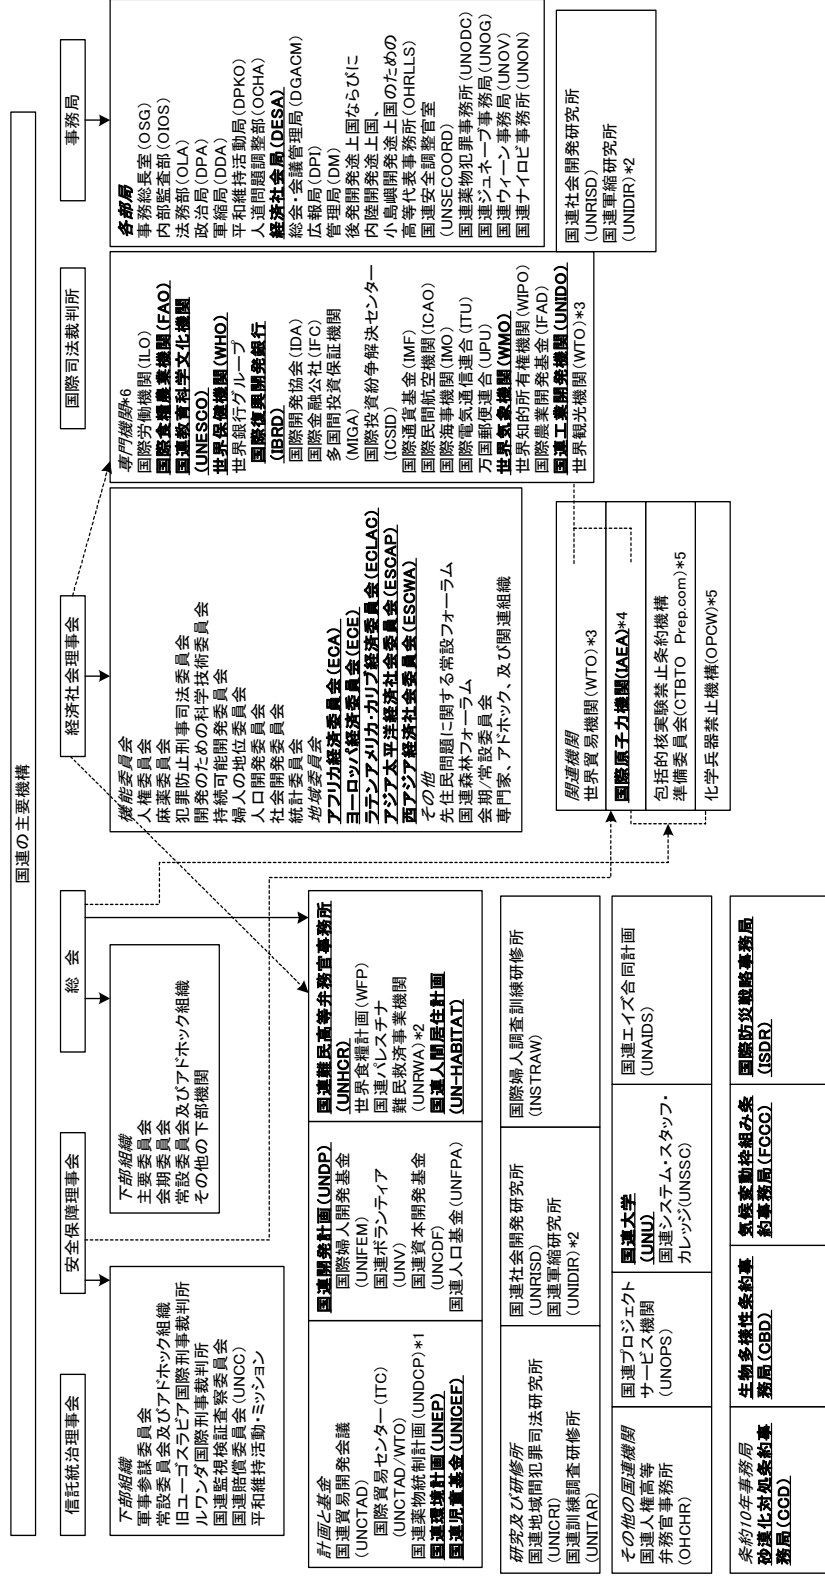 国連の主要機構
信託統治理事会
安全保障理事会
総 会
経済社会理事会
国際司法裁判所
事務局
下部組織
軍事参謀委員会
常設委員会及びアドホック組織
旧ユーゴスラビア国際刑事裁判所
ルワンダ国際刑事裁判所
国連監視検証査察委員会
国連賠償委員会(UNCC)
平和維持活動・ミッション
下部組織
主要委員会
会期委員会
常設委員会及びアドホック組織
その他の下部機関
機能委員会
人権委員会
麻薬委員会
犯罪防止刑事司法委員会
開発のための科学技術委員会
持続可能開発委員会
婦人の地位委員会
人口開発委員会
社会開発委員会
統計委員会
地域委員会
アフリカ経済委員会(ECA)
ヨーロッパ経済委員会(ECE)
ラテンアメリカ・カリブ経済委員会(ECLAC)
アジア太平洋経済社会委員会(ESCAP)
西アジア経済社会委員会(ESCWA)
その他
先住民問題に関する常設フォーラム
国連森林フォーラム
会期/常設委員会
専門家、アドホック、及び関連組織
専門機関*6
国際労働機関(ILO)
国際食糧農業機関(FAO)
国連教育科学文化機関
(UNESCO)
世界保健機関(WHO)
世界銀行グループ
国際復興開発銀行
(IBRD)
国際開発協会(IDA)
国際金融公社(IFC)
多国間投資保証機関
(MIGA)
国際投資紛争解決センター
(ICSID)
国際通貨基金(IMF)
国際民間航空機関(ICAO)
国際海事機関(IMO)
国際電気通信連合(ITU)
万国郵便連合(UPU)
世界気象機関(WMO)
世界知的所有権機関(WIPO)
国際農業開発基金(IFAD)
国連工業開発機関(UNIDO)
世界観光機関(WTO)*3
各部局
事務総長室(OSG)
内部監査部(OIOS)
法務部(OLA)
政治局(DPA)
軍縮局(DDA)
平和維持活動局(DPKO)
人道問題調整部(OCHA)
経済社会局(DESA)
総会・会議管理局(DGACM)
広報局(DPI)
管理局(DM)
後発開発途上国ならびに
内陸開発途上国、
小島嶼開発途上国のための
高等代表事務所(OHRLLS)
国連安全調整官室
(UNSECOORD)
国連薬物犯罪事務所(UNODC)
国連ジュネーブ事務局(UNOG)
国連ウィーン事務局(UNOV)
国連ナイロビ事務所(UNON)
国連社会開発研究所
(UNRISD)
国連軍縮研究所
(UNIDIR)*2
計画と基金
国連貿易開発会議
(UNCTAD)
国際貿易センター(ITC)
(UNCTAD/WTO)
国連薬物統制計画(UNDCP)*1
国連環境計画(UNEP)
国連児童基金(UNICEF)
国連開発計画(UNDP)
国際婦人開発基金
(UNIFEM)
国連ボランティア
(UNV)
国連資本開発基金
(UNCDF)
国連人口基金(UNFPA)
国連難民高等弁務官事務所
(UNHCR)
世界食糧計画(WFP)
国連パレスチナ
難民救済事業機関
(UNRWA)*2
国連人間居住計画
(UN-HABITAT)
関連機関
世界貿易機関(WTO)*3
国際原子力機関(IAEA)*4
包括的核実験禁止条約機構
準備委員会(CTBTO Prep.com)*5
化学兵器禁止機構(OPCW)*5
研究及び研修所
国連地域間犯罪司法研究所
(UNICRI)
国連訓練調査研修所
(UNITAR)
国連社会開発研究所
(UNRISD)
国連軍縮研究所
(UNIDIR)*2
国際婦人調査訓練研修所
(INSTRAW)
その他の国連機関
国連人権高等
弁務官事務所
(OHCHR)
国連プロジェクト
サービス機関
(UNOPS)
国連大学
(UNU)
国連システム・スタッフ・
カレッジ(UNSSC)
国連エイズ合同計画
(UNAIDS)
条約10年事務局
砂漠化対処条約事
務局(CCD)
生物多様性条約事
務局(CBD)
気候変動枠組み条
約事務局(FCCC)
国際防災戦略事務局
(ISDR)